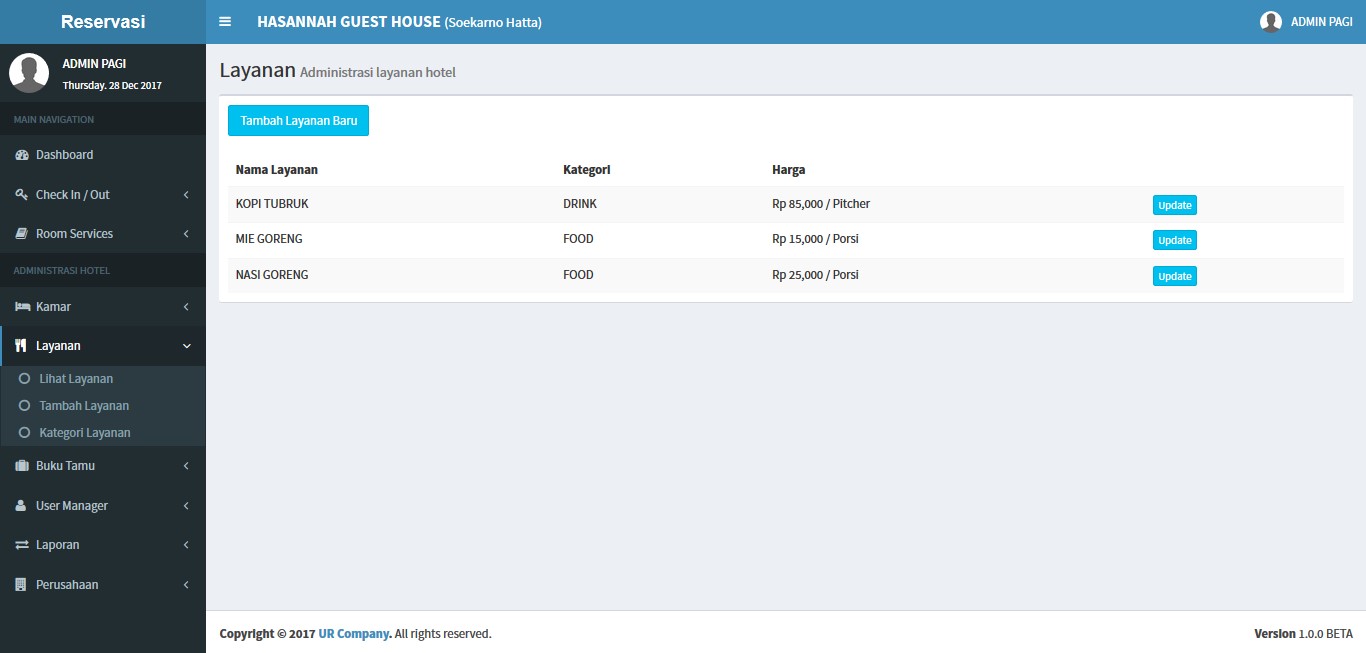 Reservasi
HASANNAH GUEST HOUSE (Soekarno Hatta)
ADMIN PAGI
ADMIN PAGI
Thursday. 28 Dec 2017
MAIN NAVIGATION
Dashboard
Check In / Out
Room Services
ADMINISTRASI HOTEL
Kamar
Layanan
Lihat Layanan
Tambah Layanan
Kategori Layanan
Buku Tamu
User Manager
Laporan
Perusahaan
Layanan Administrasi layanan hotel
Tambah Layanan Baru
Nama Layanan Kategori Harga
KOPI TUBRUK DRINK Rp 85,000 / Pitcher Update
MIE GORENG FOOD Rp 15,000 / Porsi Update
NASI GORENG FOOD Rp 25,000 / Porsi Update
Copyright © 2017 UR Company. All rights reserved.
Version 1.0.0 BETA